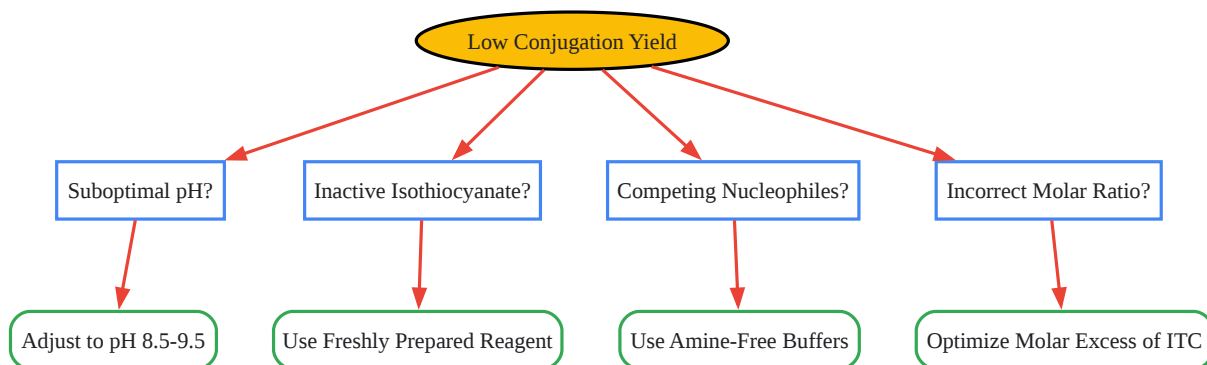 Low Conjugation Yield
Suboptimal pH?
Inactive Isothiocyanate?
Competing Nucleophiles?
Incorrect Molar Ratio?
Adjust to pH 8.5-9.5
Use Freshly Prepared Reagent
Use Amine-Free Buffers
Optimize Molar Excess of ITC